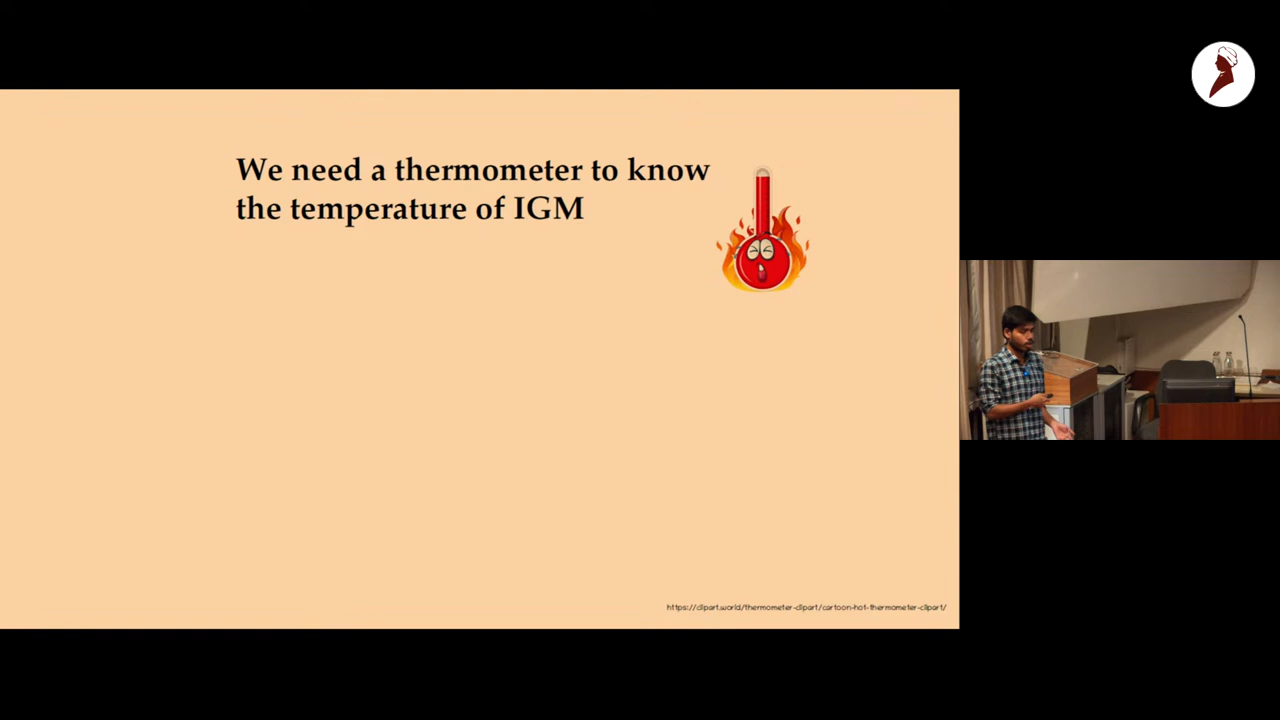 We need a thermometer to know
the temperature of IGM
https://clipart.world/thermometer-clipart/cartoon-hot-thermometer-clipart/